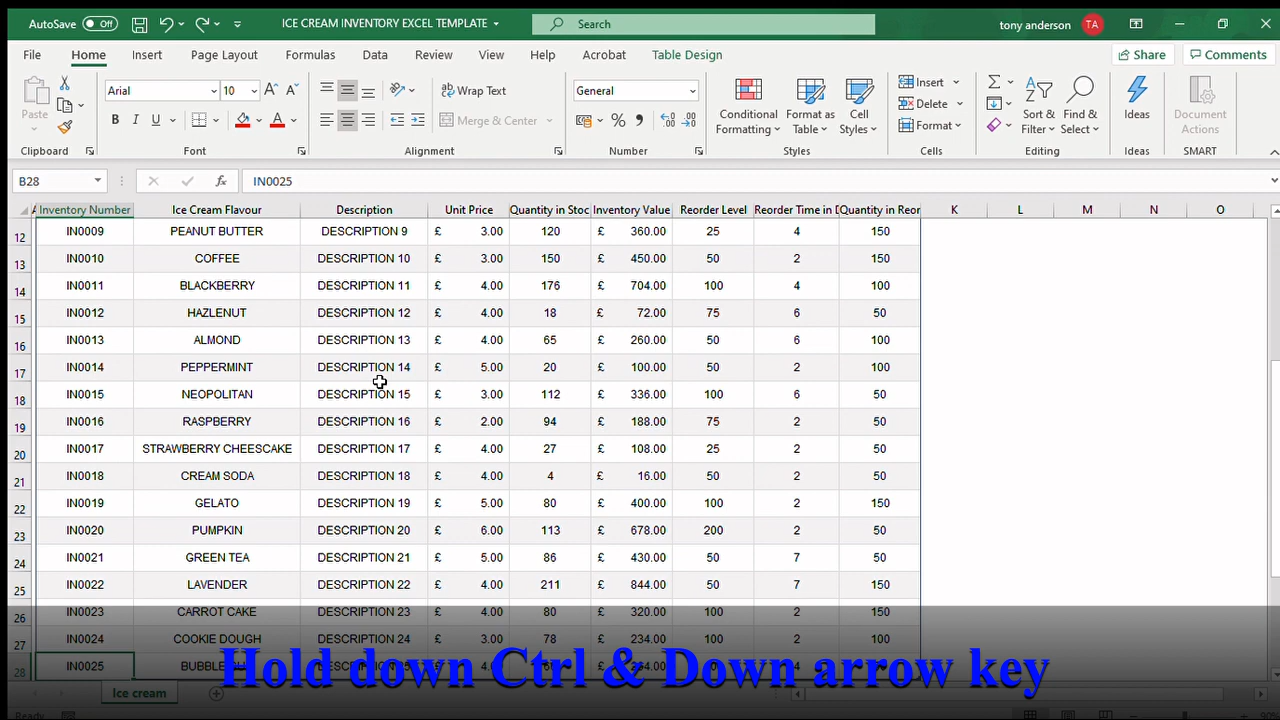 AutoSave Off ICE CREAM INVENTORY EXCEL TEMPLATE Search tony anderson TA
File Home Insert Page Layout Formulas Data Review View Help Acrobat Table Design Share Comments
Paste Arial 10 Wrap Text General Conditional Formatting Format as Table Cell Styles Insert Sort & Filter Find & Select Ideas Document Actions
B I U Merge & Center % Delete
Format
Clipboard Font Alignment Number Styles Cells Editing Ideas SMART
B28 fx IN0025
Inventory Number Ice Cream Flavour Description Unit Price Quantity in Stoc Inventory Value Reorder Level Reorder Time in D Quantity in Reor K L M N O
12 IN0009 PEANUT BUTTER DESCRIPTION 9 £ 3.00 120 £ 360.00 25 4 150
13 IN0010 COFFEE DESCRIPTION 10 £ 3.00 150 £ 450.00 50 2 150
14 IN0011 BLACKBERRY DESCRIPTION 11 £ 4.00 176 £ 704.00 100 4 100
15 IN0012 HAZLENUT DESCRIPTION 12 £ 4.00 18 £ 72.00 75 6 50
16 IN0013 ALMOND DESCRIPTION 13 £ 4.00 65 £ 260.00 50 6 100
17 IN0014 PEPPERMINT DESCRIPTION 14 £ 5.00 20 £ 100.00 50 2 100
18 IN0015 NEOPOLITAN DESCRIPTION 15 £ 3.00 112 £ 336.00 100 6 50
19 IN0016 RASPBERRY DESCRIPTION 16 £ 2.00 94 £ 188.00 75 2 50
20 IN0017 STRAWBERRY CHEESCAKE DESCRIPTION 17 £ 4.00 27 £ 108.00 25 2 50
21 IN0018 CREAM SODA DESCRIPTION 18 £ 4.00 4 £ 16.00 50 2 50
22 IN0019 GELATO DESCRIPTION 19 £ 5.00 80 £ 400.00 100 2 150
23 IN0020 PUMPKIN DESCRIPTION 20 £ 6.00 113 £ 678.00 200 2 50
24 IN0021 GREEN TEA DESCRIPTION 21 £ 5.00 86 £ 430.00 50 7 50
25 IN0022 LAVENDER DESCRIPTION 22 £ 4.00 211 £ 844.00 50 7 150
26 IN0023 CARROT CAKE DESCRIPTION 23 £ 4.00 80 £ 320.00 100 2 150
27 IN0024 COOKIE DOUGH DESCRIPTION 24 £ 3.00 78 £ 234.00 100 2 100
28 IN0025
Hold down Ctrl & Down arrow key
Ice cream